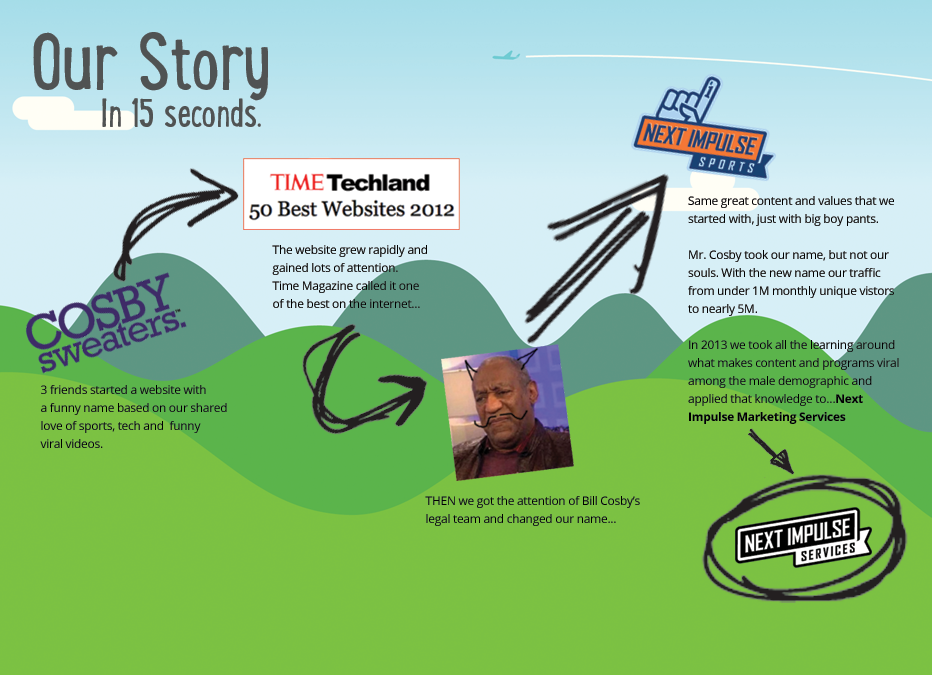 Our Story
In 15 seconds.
TIME Techland
50 Best Websites 2012
The website grew rapidly and
gained lots of attention.
Time Magazine called it one
of the best on the internet...
COSBY
sweaters.™
3 friends started a website with
a funny name based on our shared
love of sports, tech and  funny
viral videos.
THEN we got the attention of Bill Cosby's
legal team and changed our name...
1
NEXT IMPULSE
SPORTS
Same great content and values that we
started with, just with big boy pants.
Mr. Cosby took our name, but not our
souls. With the new name our traffic
from under 1M monthly unique vistors
to nearly 5M.
In 2013 we took all the learning around
what makes content and programs viral
among the male demographic and
applied that knowledge to...Next
Impulse Marketing Services
NEXT IMPULSE
SERVICES